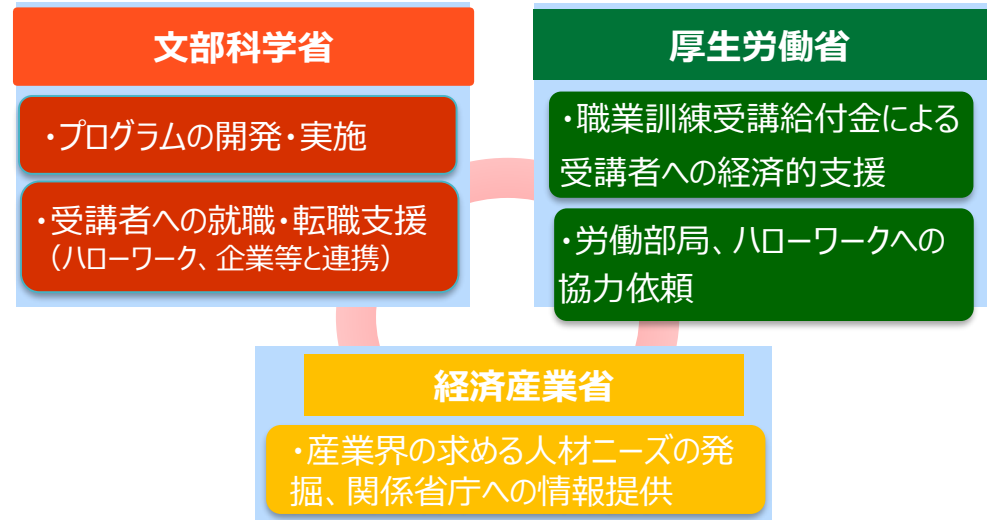 文部科学省
・プログラムの開発・実施
・受講者への就職・転職支援
（ハローワーク、企業等と連携）
厚生労働省
・職業訓練受講給付金による
受講者への経済的支援
・労働部局、ハローワークへの
協力依頼
経済産業省
・産業界の求める人材ニーズの発
掘、関係省庁への情報提供